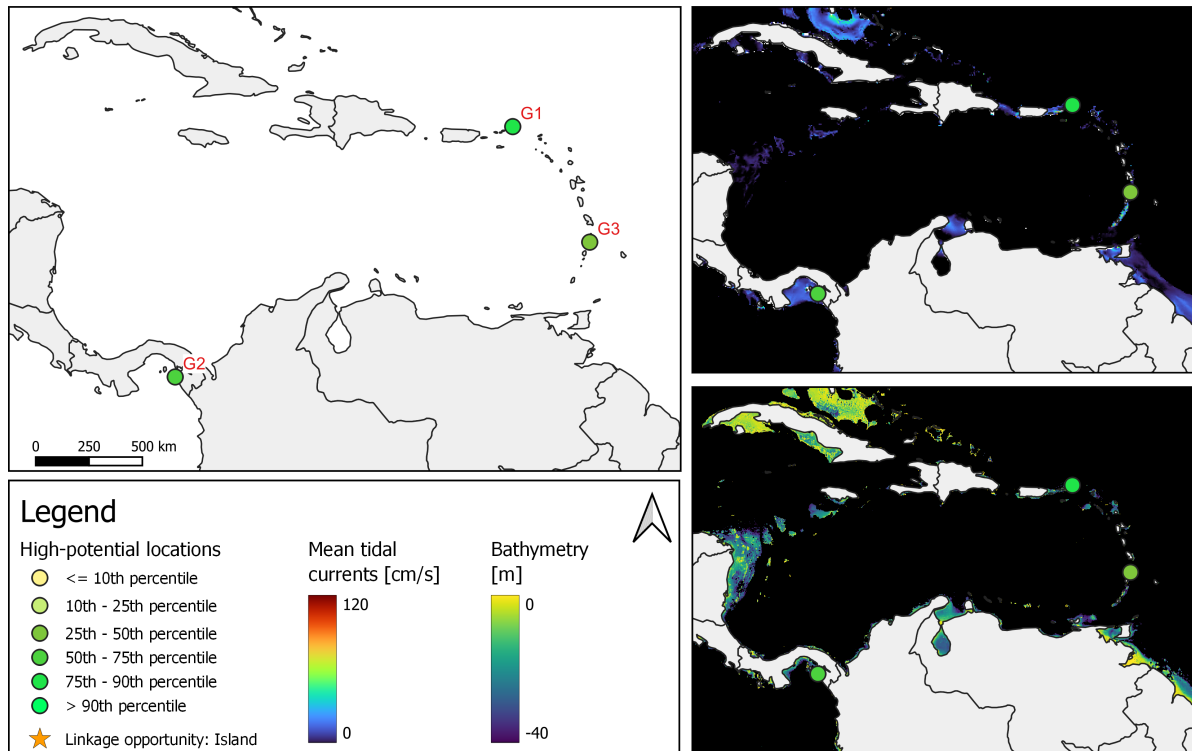 G1
G3
G2
0 250 500 km
Legend
High-potential locations
<= 10th percentile
10th - 25th percentile
25th - 50th percentile
50th - 75th percentile
75th - 90th percentile
> 90th percentile
Linkage opportunity: Island
Mean tidal
currents [cm/s]
120
0
Bathymetry
[m]
0
-40